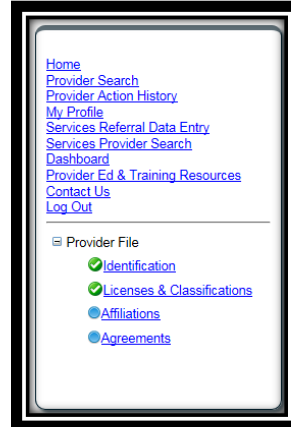 Home
Provider Search
Provider Action History
My Profile
Services Referral Data Entry
Services Provider Search
Dashboard
Provider Ed & Training Resources
Contact Us
Log Out
Provider File
Identification
Licenses & Classifications
Affiliations
Agreements